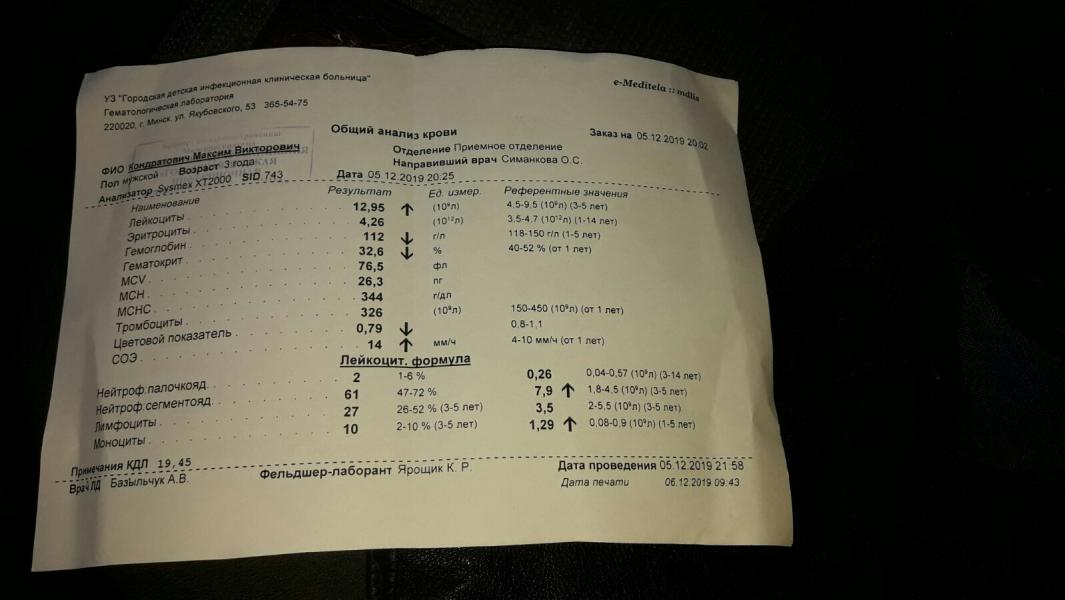 УЗ "Городская детская инфекционная клиническая больница"
Гематологическая лаборатория
220020, г. Минск. ул. Якубовского, 53 365-54-75
e-Meditela :: mdlis
Общий анализ крови
Заказ на 05.12.2019 20:02
ФИО Кондратович Максим Викторович
Отделение Приемное отделение
Пол мужской Возраст 3 года
Направивший врач Симанкова О.С.
Анализатор Sysmex XT2000 SID 743
Дата 05.12.2019 20:25
Наименование Результат Ед. измер. Референтные значения
Лейкоциты 12,95 ↑ (10⁹л) 4,5-9,5 (10⁹л) (3-5 лет)
Эритроциты 4,26 (10¹²л) 3,5-4,7 (10¹²л) (1-14 лет)
Гемоглобин 112 ↓ г/л 118-150 г/л (1-5 лет)
Гематокрит 32,6 ↓ % 40-52 % (от 1 лет)
MCV 76,5 фл
MCH 26,3 пг
MCHC 344 г/дл
Тромбоциты 326 (10⁹л) 150-450 (10⁹л) (от 1 лет)
Цветовой показатель 0,79 ↓ 0,8-1,1
СОЭ 14 ↑ мм/ч 4-10 мм/ч (от 1 лет)
Лейкоцит. формула
Нейтроф.палочкояд. 2 1-6 % 0,26 0,04-0,57 (10⁹л) (3-14 лет)
Нейтроф.сегментояд. 61 47-72 % 7,9 ↑ 1,8-4,5 (10⁹л) (3-5 лет)
Лимфоциты 27 26-52 % (3-5 лет) 3,5 2-5,5 (10⁹л) (3-5 лет)
Моноциты 10 2-10 % (3-5 лет) 1,29 ↑ 0,08-0,9 (10⁹л) (1-5 лет)
Примечания КДЛ 19,45
Врач ЛД Базыльчук А.В.
Фельдшер-лаборант Ярощик К. Р.
Дата проведения 05.12.2019 21:58
Дата печати 06.12.2019 09:43